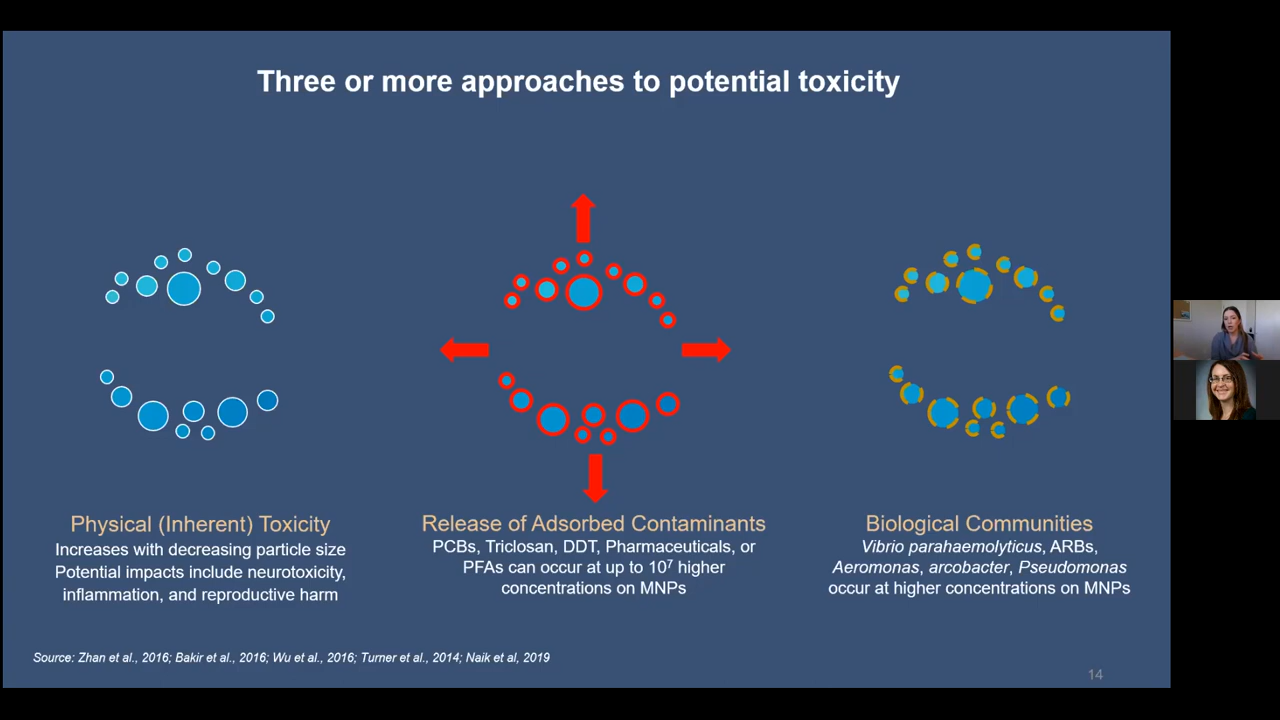 Three or more approaches to potential toxicity
Physical (Inherent) Toxicity
Increases with decreasing particle size
Potential impacts include neurotoxicity,
inflammation, and reproductive harm
Release of Adsorbed Contaminants
PCBs, Triclosan, DDT, Pharmaceuticals, or
PFAs can occur at up to 10⁷ higher
concentrations on MNPs
Biological Communities
Vibrio parahaemolyticus, ARBs,
Aeromonas, arcobacter, Pseudomonas
occur at higher concentrations on MNPs
Source: Zhan et al., 2016; Bakir et al., 2016; Wu et al., 2016; Turner et al., 2014; Naik et al, 2019
14